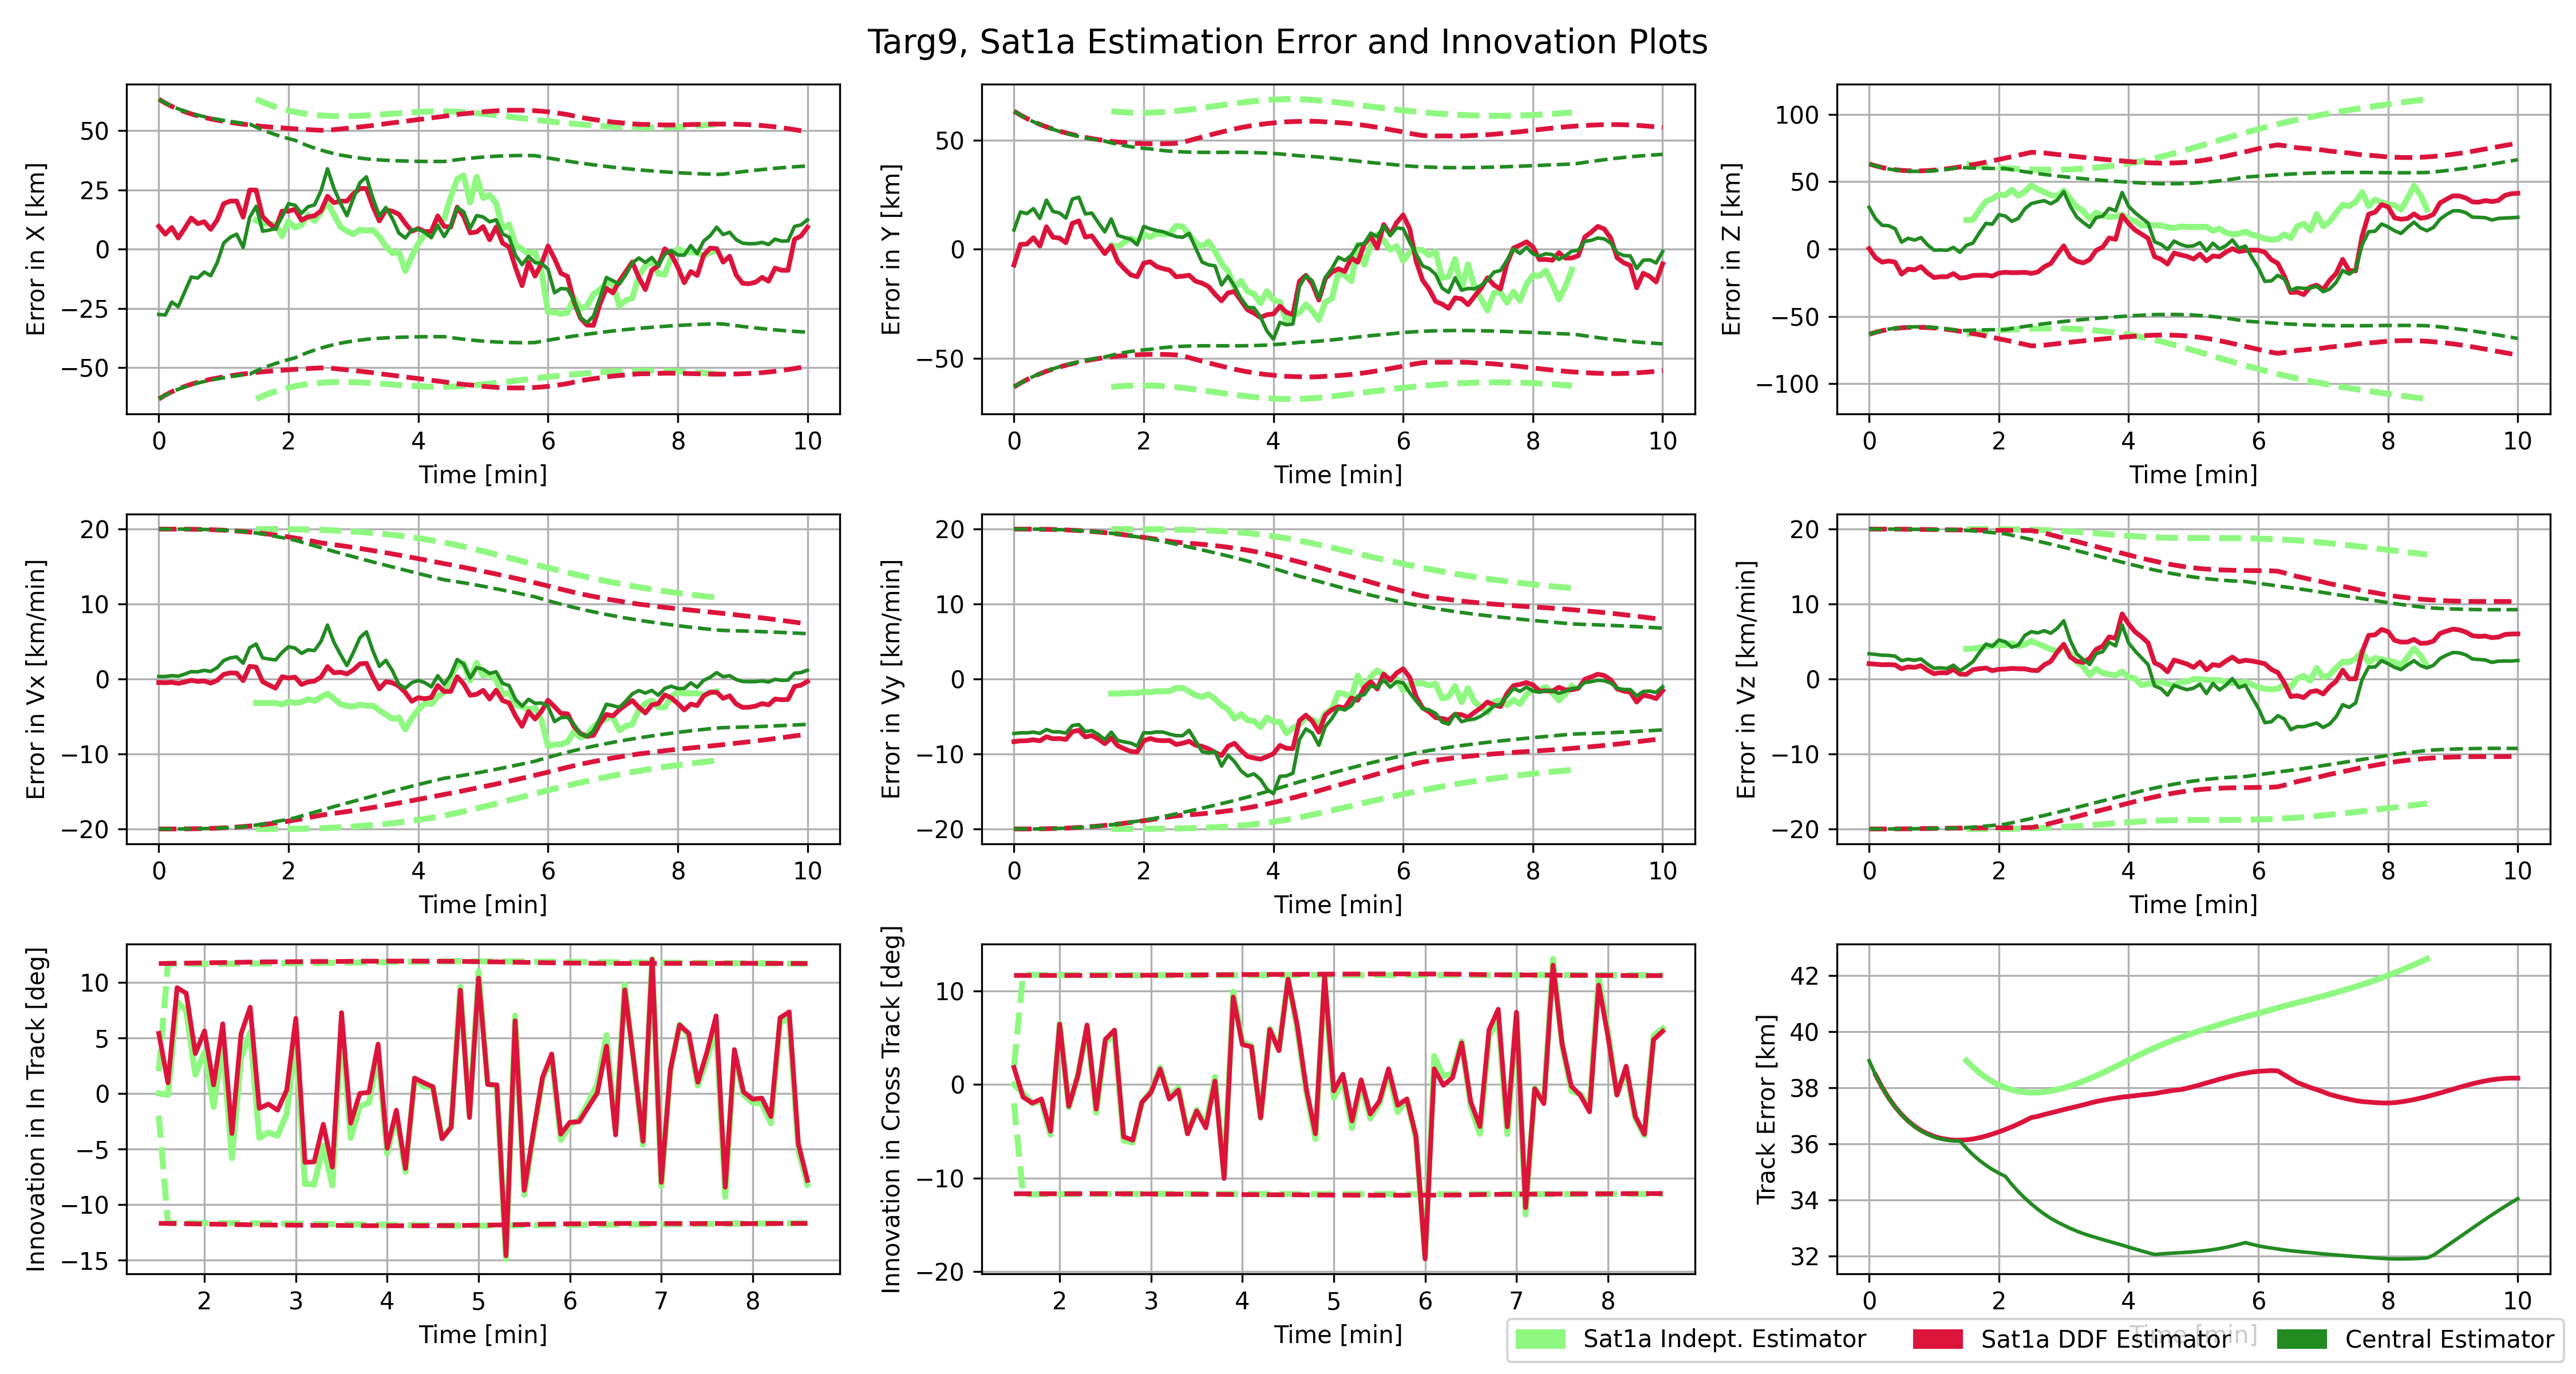 Targ9, Sat1a Estimation Error and Innovation Plots
Error in X [km]
50
25
0
−25
−50
0 2 4 6 8 10
Time [min]
Error in Y [km]
50
0
−50
0 2 4 6 8 10
Time [min]
Error in Z [km]
100
50
0
−50
−100
0 2 4 6 8 10
Time [min]
Error in Vx [km/min]
20
10
0
−10
−20
0 2 4 6 8 10
Time [min]
Error in Vy [km/min]
20
10
0
−10
−20
0 2 4 6 8 10
Time [min]
Error in Vz [km/min]
20
10
0
−10
−20
0 2 4 6 8 10
Time [min]
Innovation in In Track [deg]
10
5
0
−5
−10
−15
2 3 4 5 6 7 8
Time [min]
Innovation in Cross Track [deg]
10
0
−10
−20
2 3 4 5 6 7 8
Time [min]
Track Error [km]
42
40
38
36
34
32
0 2 4 6 8 10
Time [min]
Sat1a Indept. Estimator Sat1a DDF Estimator Central Estimator